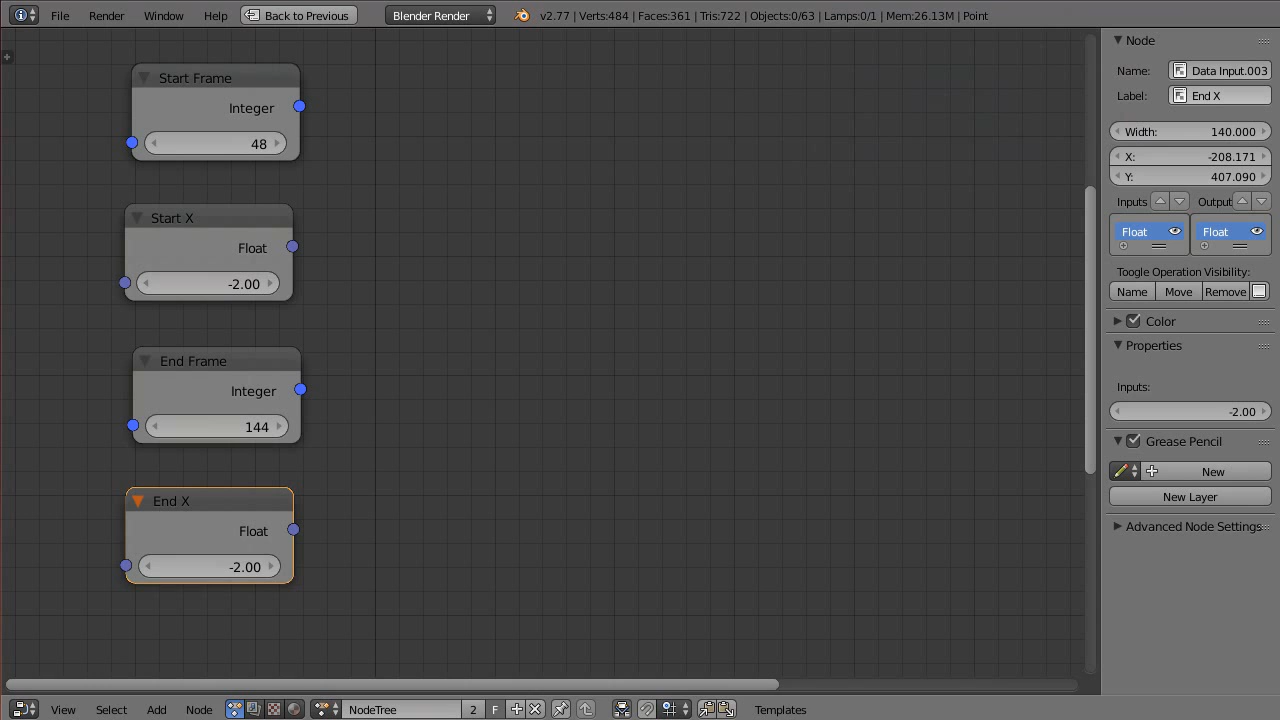 File Render Window Help Back to Previous Blender Render v2.77 | Verts:484 | Faces:361 | Tris:722 | Objects:0/63 | Lamps:0/1 | Mem:26.13M | Point
Start Frame
Integer
48
Start X
Float
-2.00
End Frame
Integer
144
End X
Float
-2.00
Node
Name: Data Input.003
Label: End X
Width: 140.000
X: -208.171
Y: 407.090
Inputs Output
Float Float
Toogle Operation Visibility:
Name Move Remove
Color
Properties
Inputs:
-2.00
Grease Pencil
New
New Layer
Advanced Node Settings
View Select Add Node NodeTree 2 F Templates